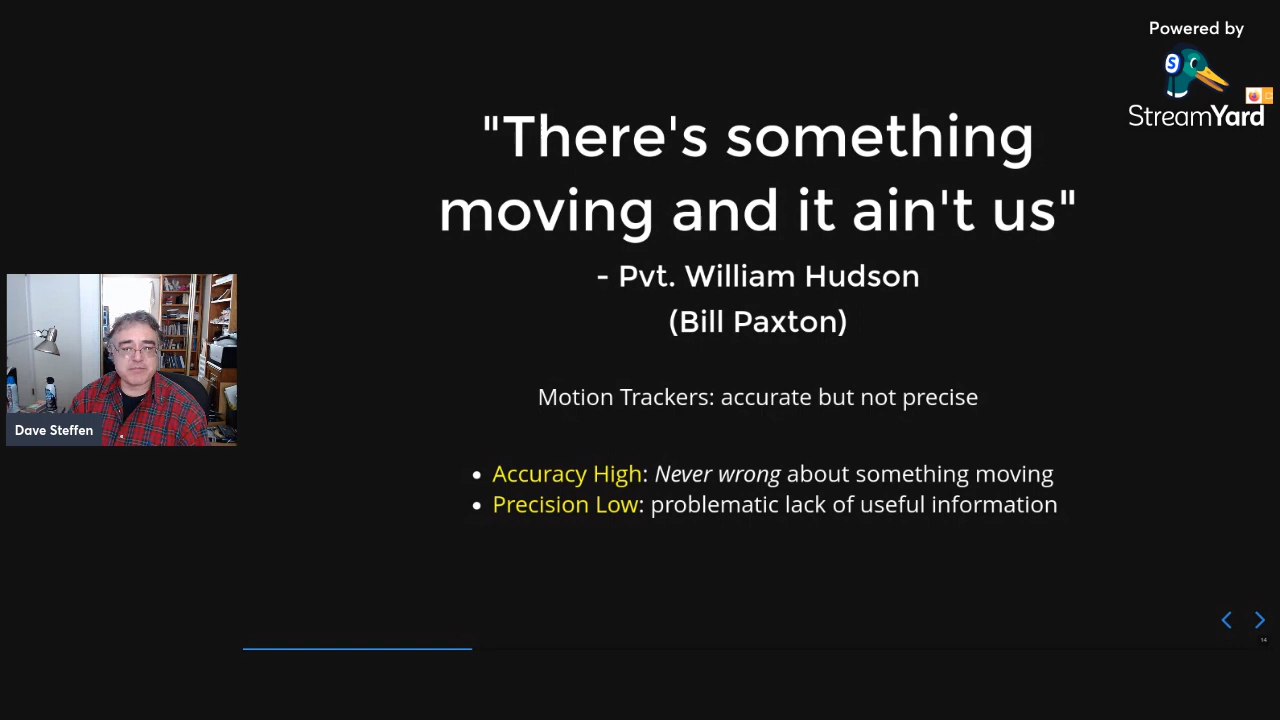 Powered by
StreamYard
"There's something
moving and it ain't us"
- Pvt. William Hudson
(Bill Paxton)
Motion Trackers: accurate but not precise
Accuracy High: Never wrong about something moving
Precision Low: problematic lack of useful information
Dave Steffen
14